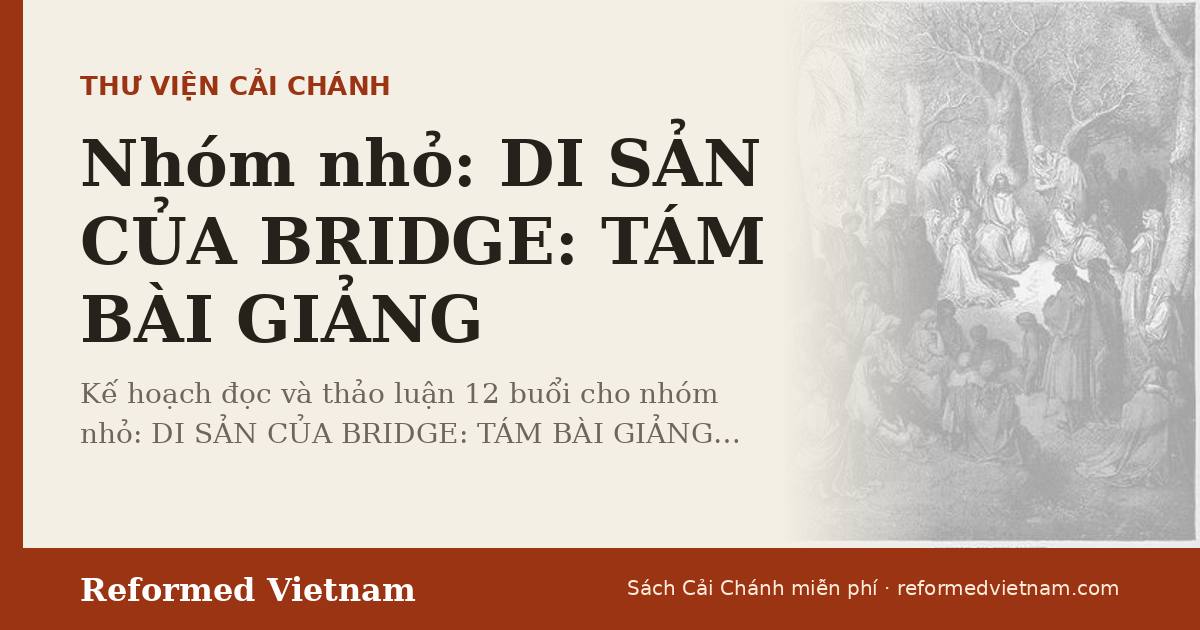 THƯ VIỆN CẢI CHÁNH
Nhóm nhỏ: DI SẢN
CỦA BRIDGE: TÁM
BÀI GIẢNG
Kế hoạch đọc và thảo luận 12 buổi cho nhóm
nhỏ: DI SẢN CỦA BRIDGE: TÁM BÀI GIẢNG...
Reformed Vietnam
Sách Cải Chánh miễn phí · reformedvietnam.com